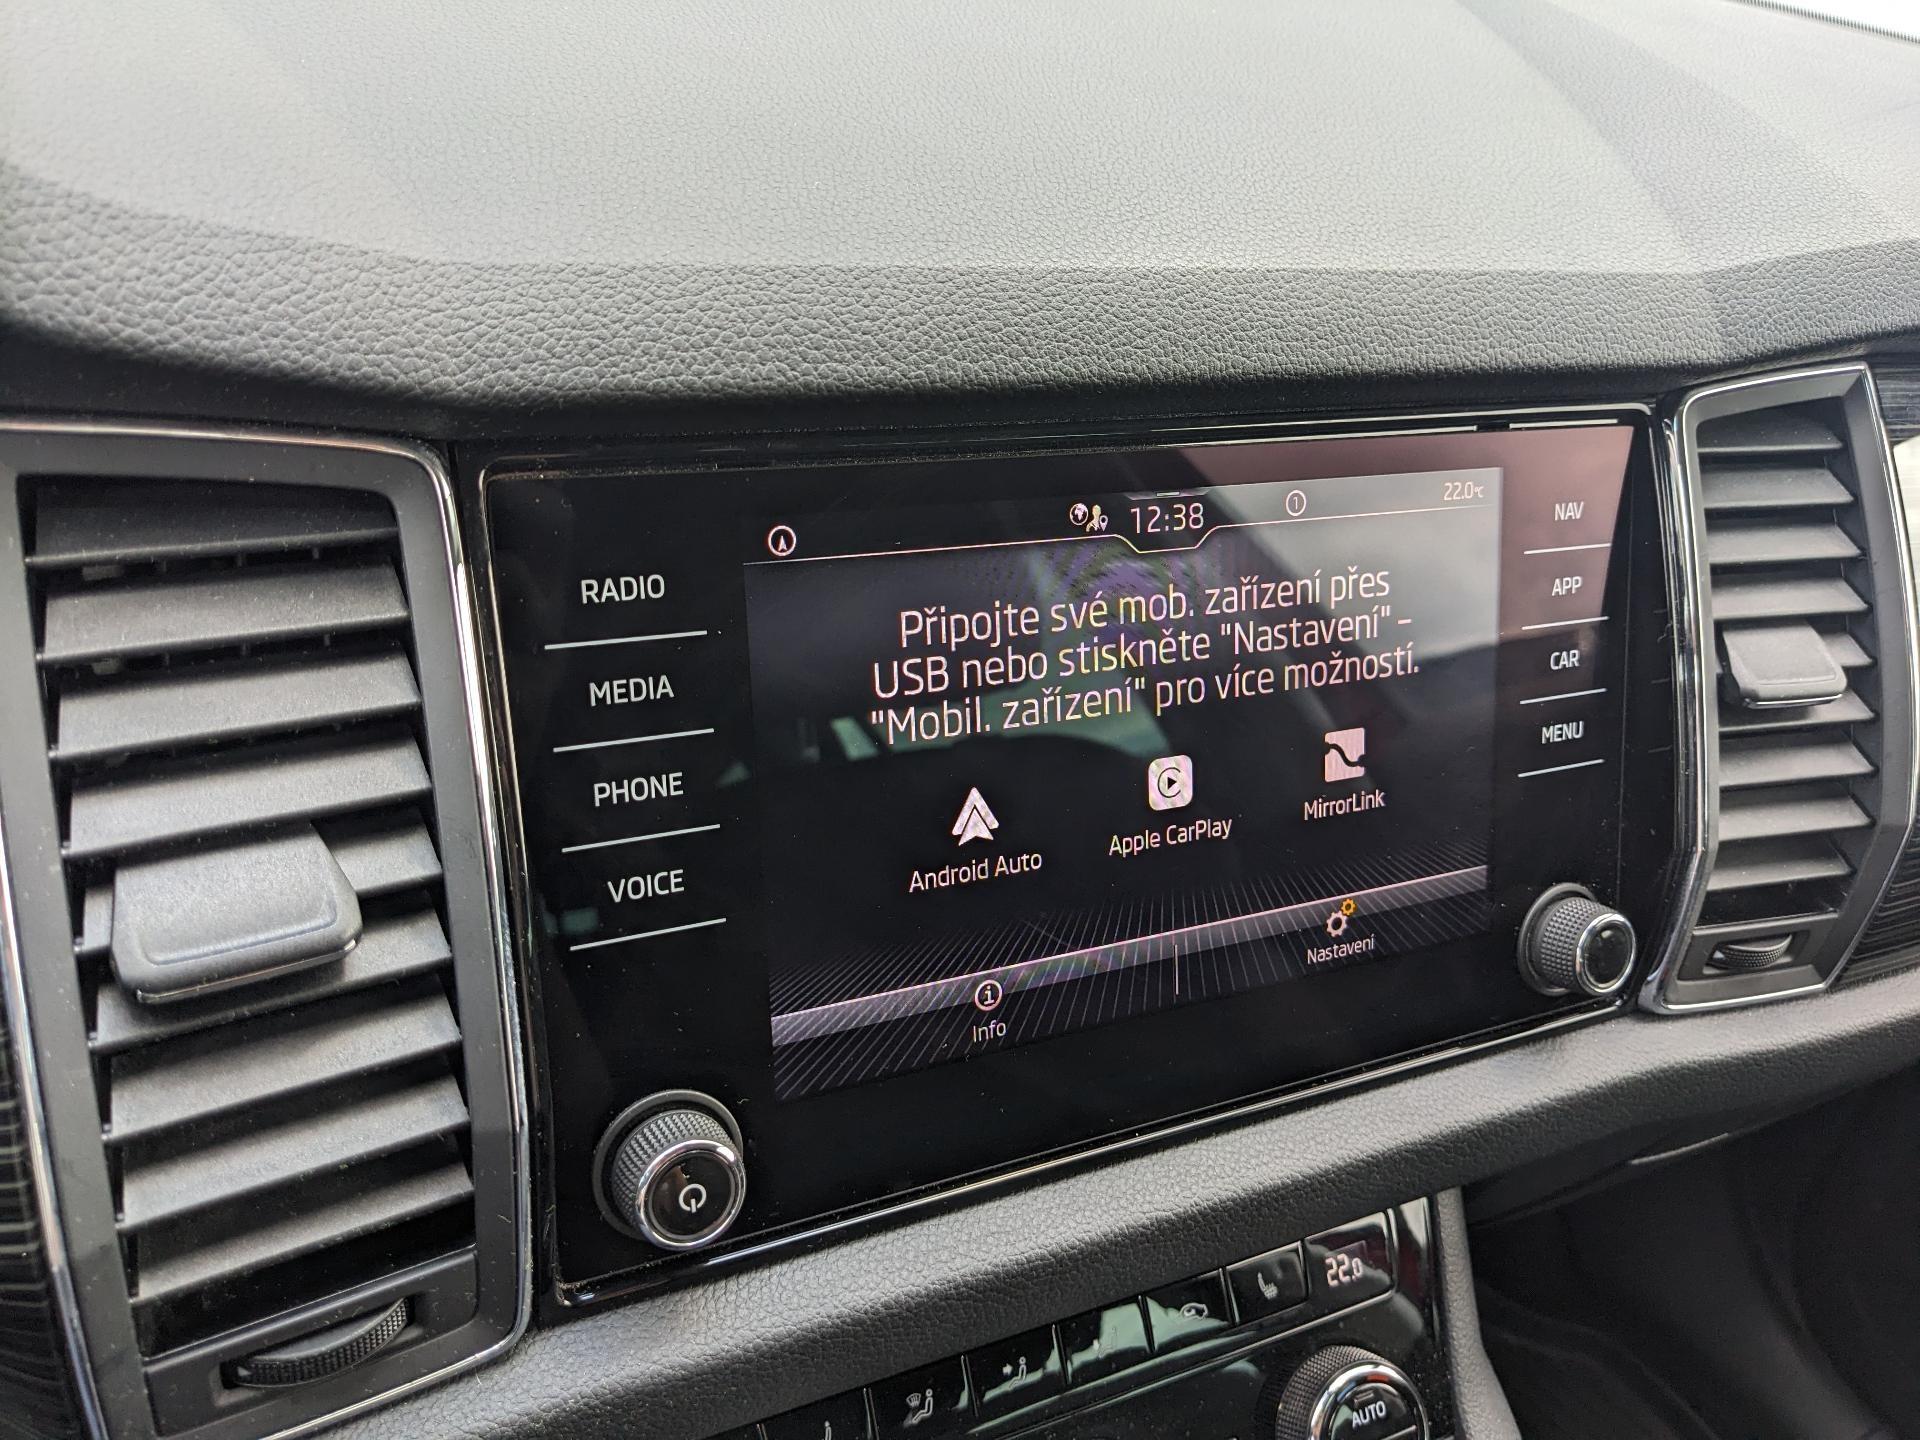 RADIO
MEDIA
PHONE
VOICE
12:38
1
22.0°C
Připojte své mob. zařízení přes
USB nebo stiskněte "Nastavení" -
"Mobil. zařízení" pro více možností.
Android Auto
Apple CarPlay
MirrorLink
Info
Nastavení
NAV
APP
CAR
MENU
22.0
AUTO